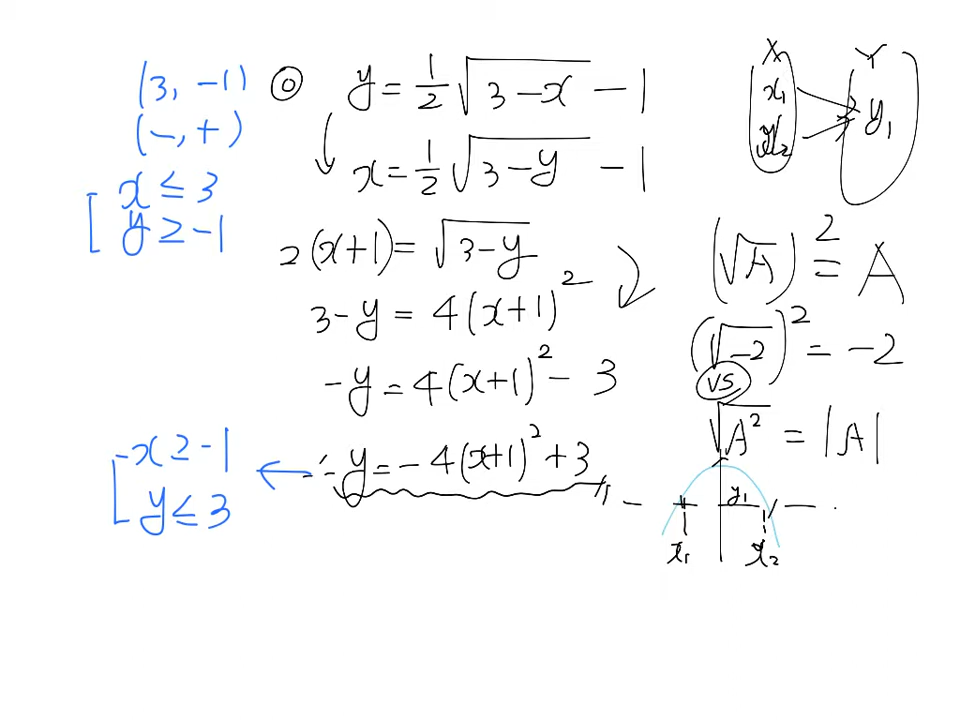 (3, -1) ⊙ y = 1/2 √(3-x) - 1
(-, +)
x = 1/2 √(3-y) - 1
x ≤ 3
y ≥ -1
2(x+1) = √(3-y)
3-y = 4(x+1)²
-y = 4(x+1)² - 3
∴ y = -4(x+1)² + 3
x ≥ -1
y ≤ 3
X Y
x₁
y₁
x₂
(√A)² = A
(√-2)² = -2
vs
√A² = |A|
y₁
x₁ x₂